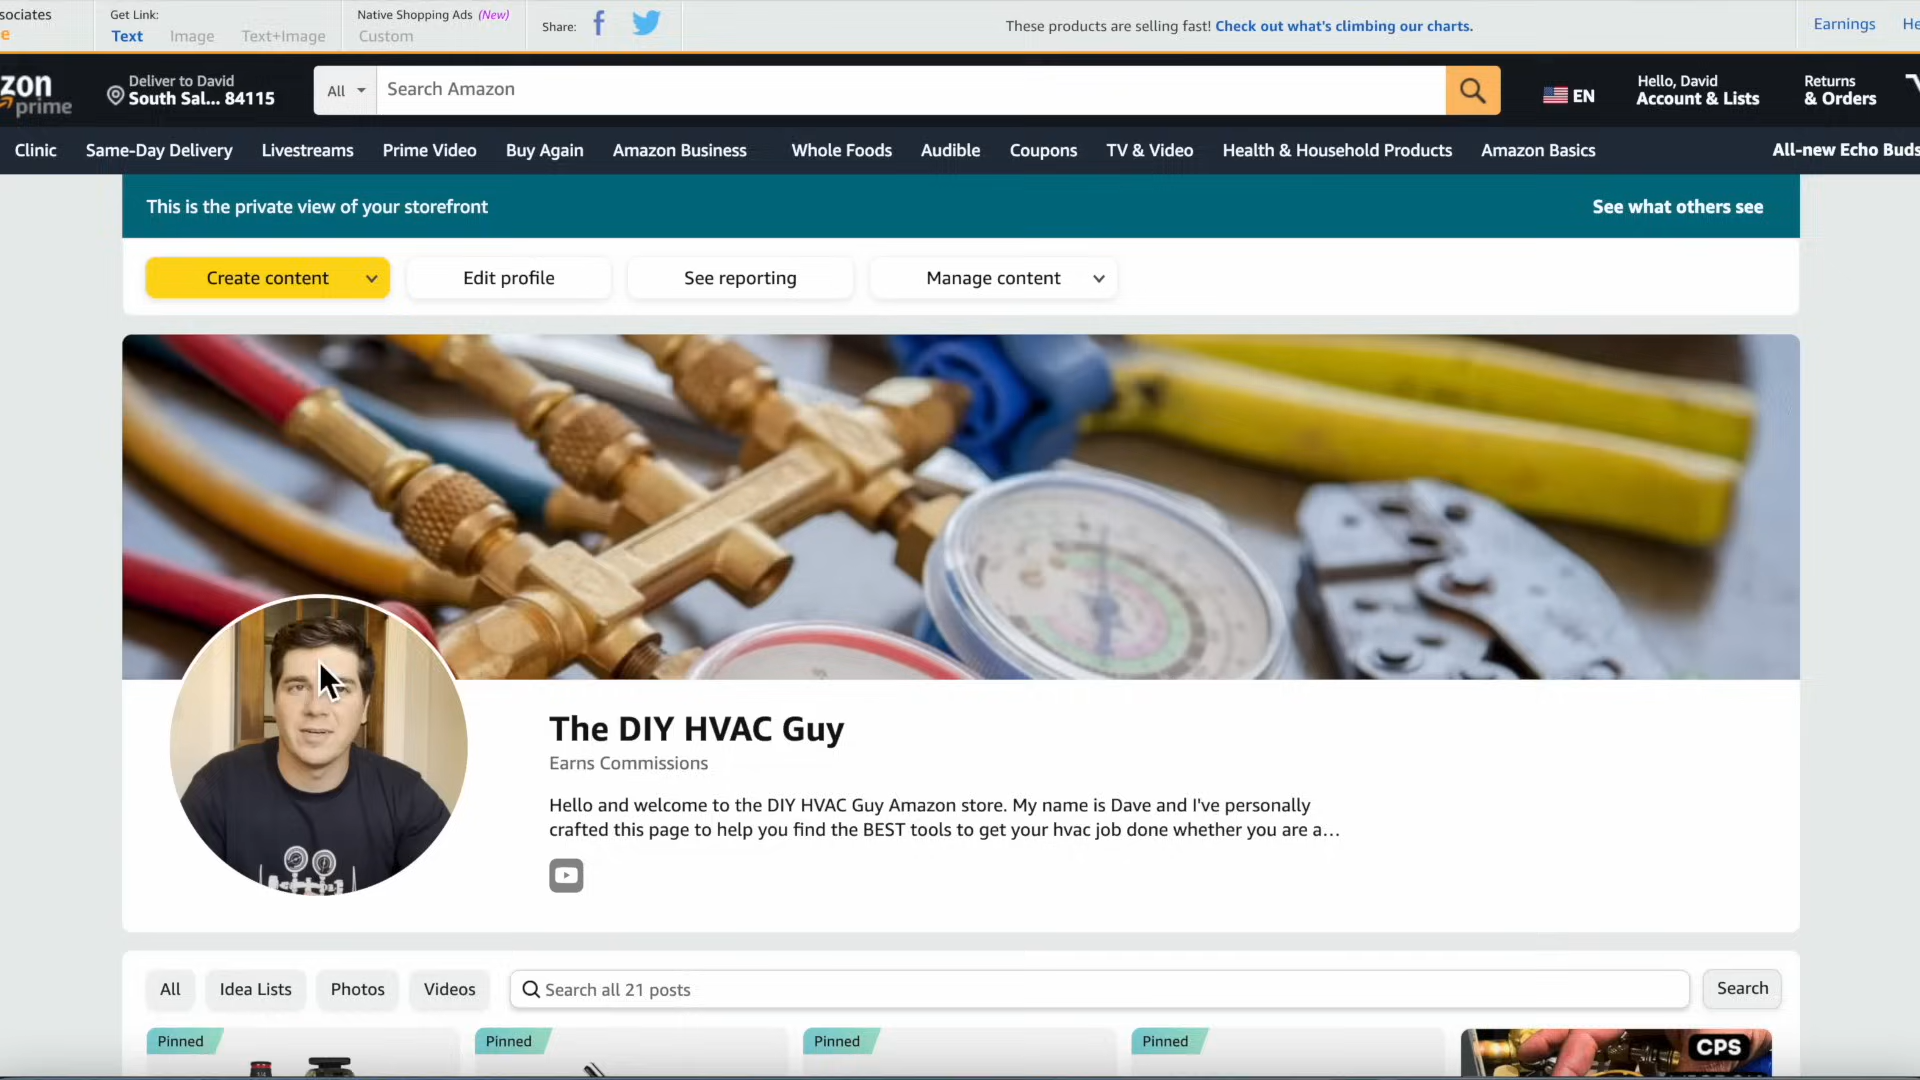 sociates
e
Get Link:
Text Image Text+Image
Native Shopping Ads (New)
Custom
Share:
These products are selling fast! Check out what's climbing our charts.
Earnings
He
zon
prime
Deliver to David
South Sal... 84115
All
Search Amazon
EN
Hello, David
Account & Lists
Returns
& Orders
Clinic Same-Day Delivery Livestreams Prime Video Buy Again Amazon Business Whole Foods Audible Coupons TV & Video Health & Household Products Amazon Basics All-new Echo Buds
This is the private view of your storefront
See what others see
Create content Edit profile See reporting Manage content
The DIY HVAC Guy
Earns Commissions
Hello and welcome to the DIY HVAC Guy Amazon store. My name is Dave and I've personally
crafted this page to help you find the BEST tools to get your hvac job done whether you are a...
All Idea Lists Photos Videos Search all 21 posts Search
Pinned Pinned Pinned Pinned
CPS